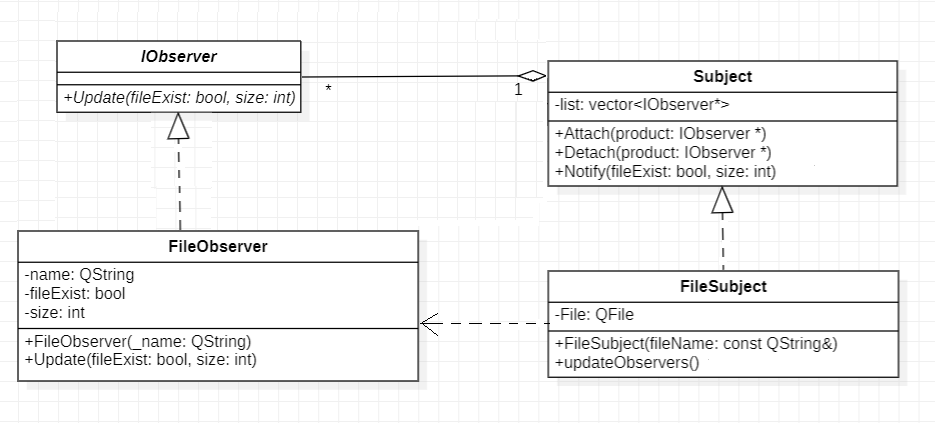 IObserver
+Update(fileExist: bool, size: int)
*
1
Subject
-list: vector<IObserver*>
+Attach(product: IObserver *)
+Detach(product: IObserver *)
+Notify(fileExist: bool, size: int)
FileObserver
-name: QString
-fileExist: bool
-size: int
+FileObserver(_name: QString)
+Update(fileExist: bool, size: int)
FileSubject
-File: QFile
+FileSubject(fileName: const QString&)
+updateObservers()